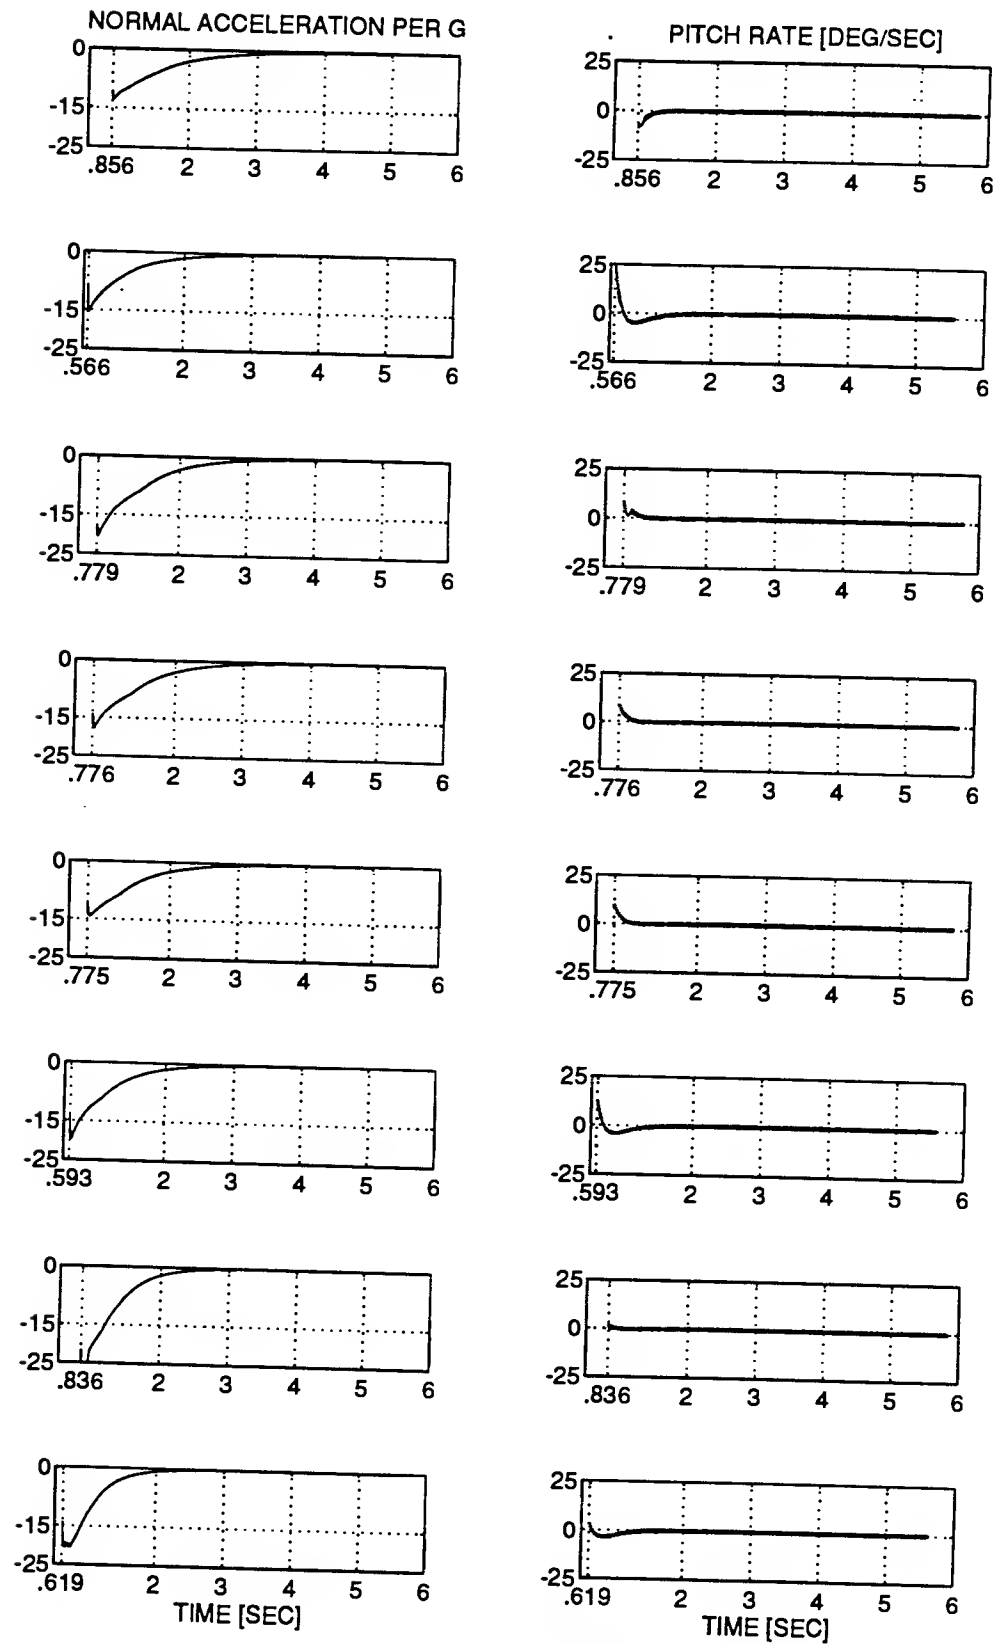 NORMAL ACCELERATION PER G
PITCH RATE [DEG/SEC]
0
-15
-25
.856 2 3 4 5 6
25
0
-25
.856 2 3 4 5 6
0
-15
-25
.566 2 3 4 5 6
25
0
-25
.566 2 3 4 5 6
0
-15
-25
.779 2 3 4 5 6
25
0
-25
.779 2 3 4 5 6
0
-15
-25
.776 2 3 4 5 6
25
0
-25
.776 2 3 4 5 6
0
-15
-25
.775 2 3 4 5 6
25
0
-25
.775 2 3 4 5 6
0
-15
-25
.593 2 3 4 5 6
25
0
-25
.593 2 3 4 5 6
0
-15
-25
.836 2 3 4 5 6
25
0
-25
.836 2 3 4 5 6
0
-15
-25
.619 2 3 4 5 6
TIME [SEC]
25
0
-25
.619 2 3 4 5 6
TIME [SEC]